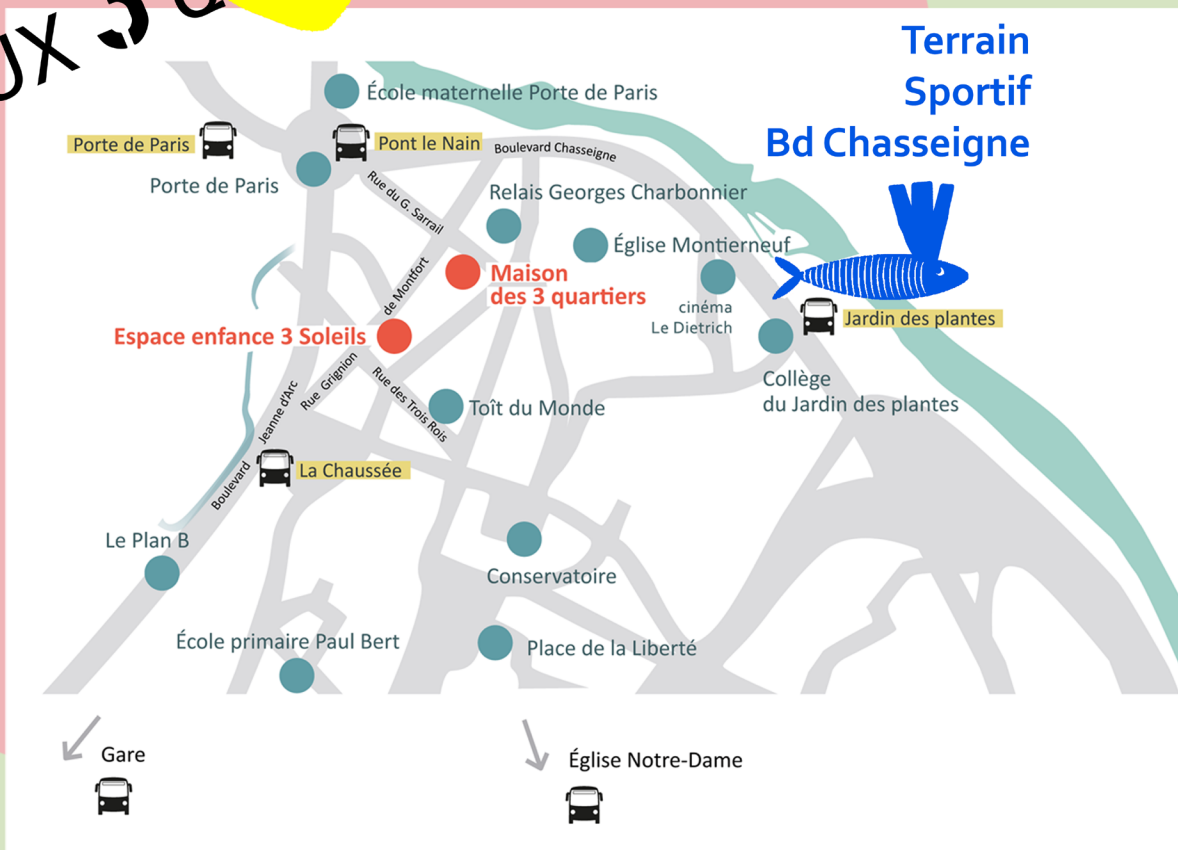 UX 3 Q
Terrain
Sportif
Bd Chasseigne
École maternelle Porte de Paris
Porte de Paris
Pont le Nain
Boulevard Chasseigne
Porte de Paris
Rue du G. Sarrail
Relais Georges Charbonnier
Église Montierneuf
Maison
des 3 quartiers
de Montfort
cinéma
Le Dietrich
Jardin des plantes
Espace enfance 3 Soleils
Rue Grignion
Rue des Trois Rois
Collège
du Jardin des plantes
Jeanne d'Arc
Toît du Monde
La Chaussée
Boulevard
Le Plan B
Conservatoire
École primaire Paul Bert
Place de la Liberté
Gare
Église Notre-Dame